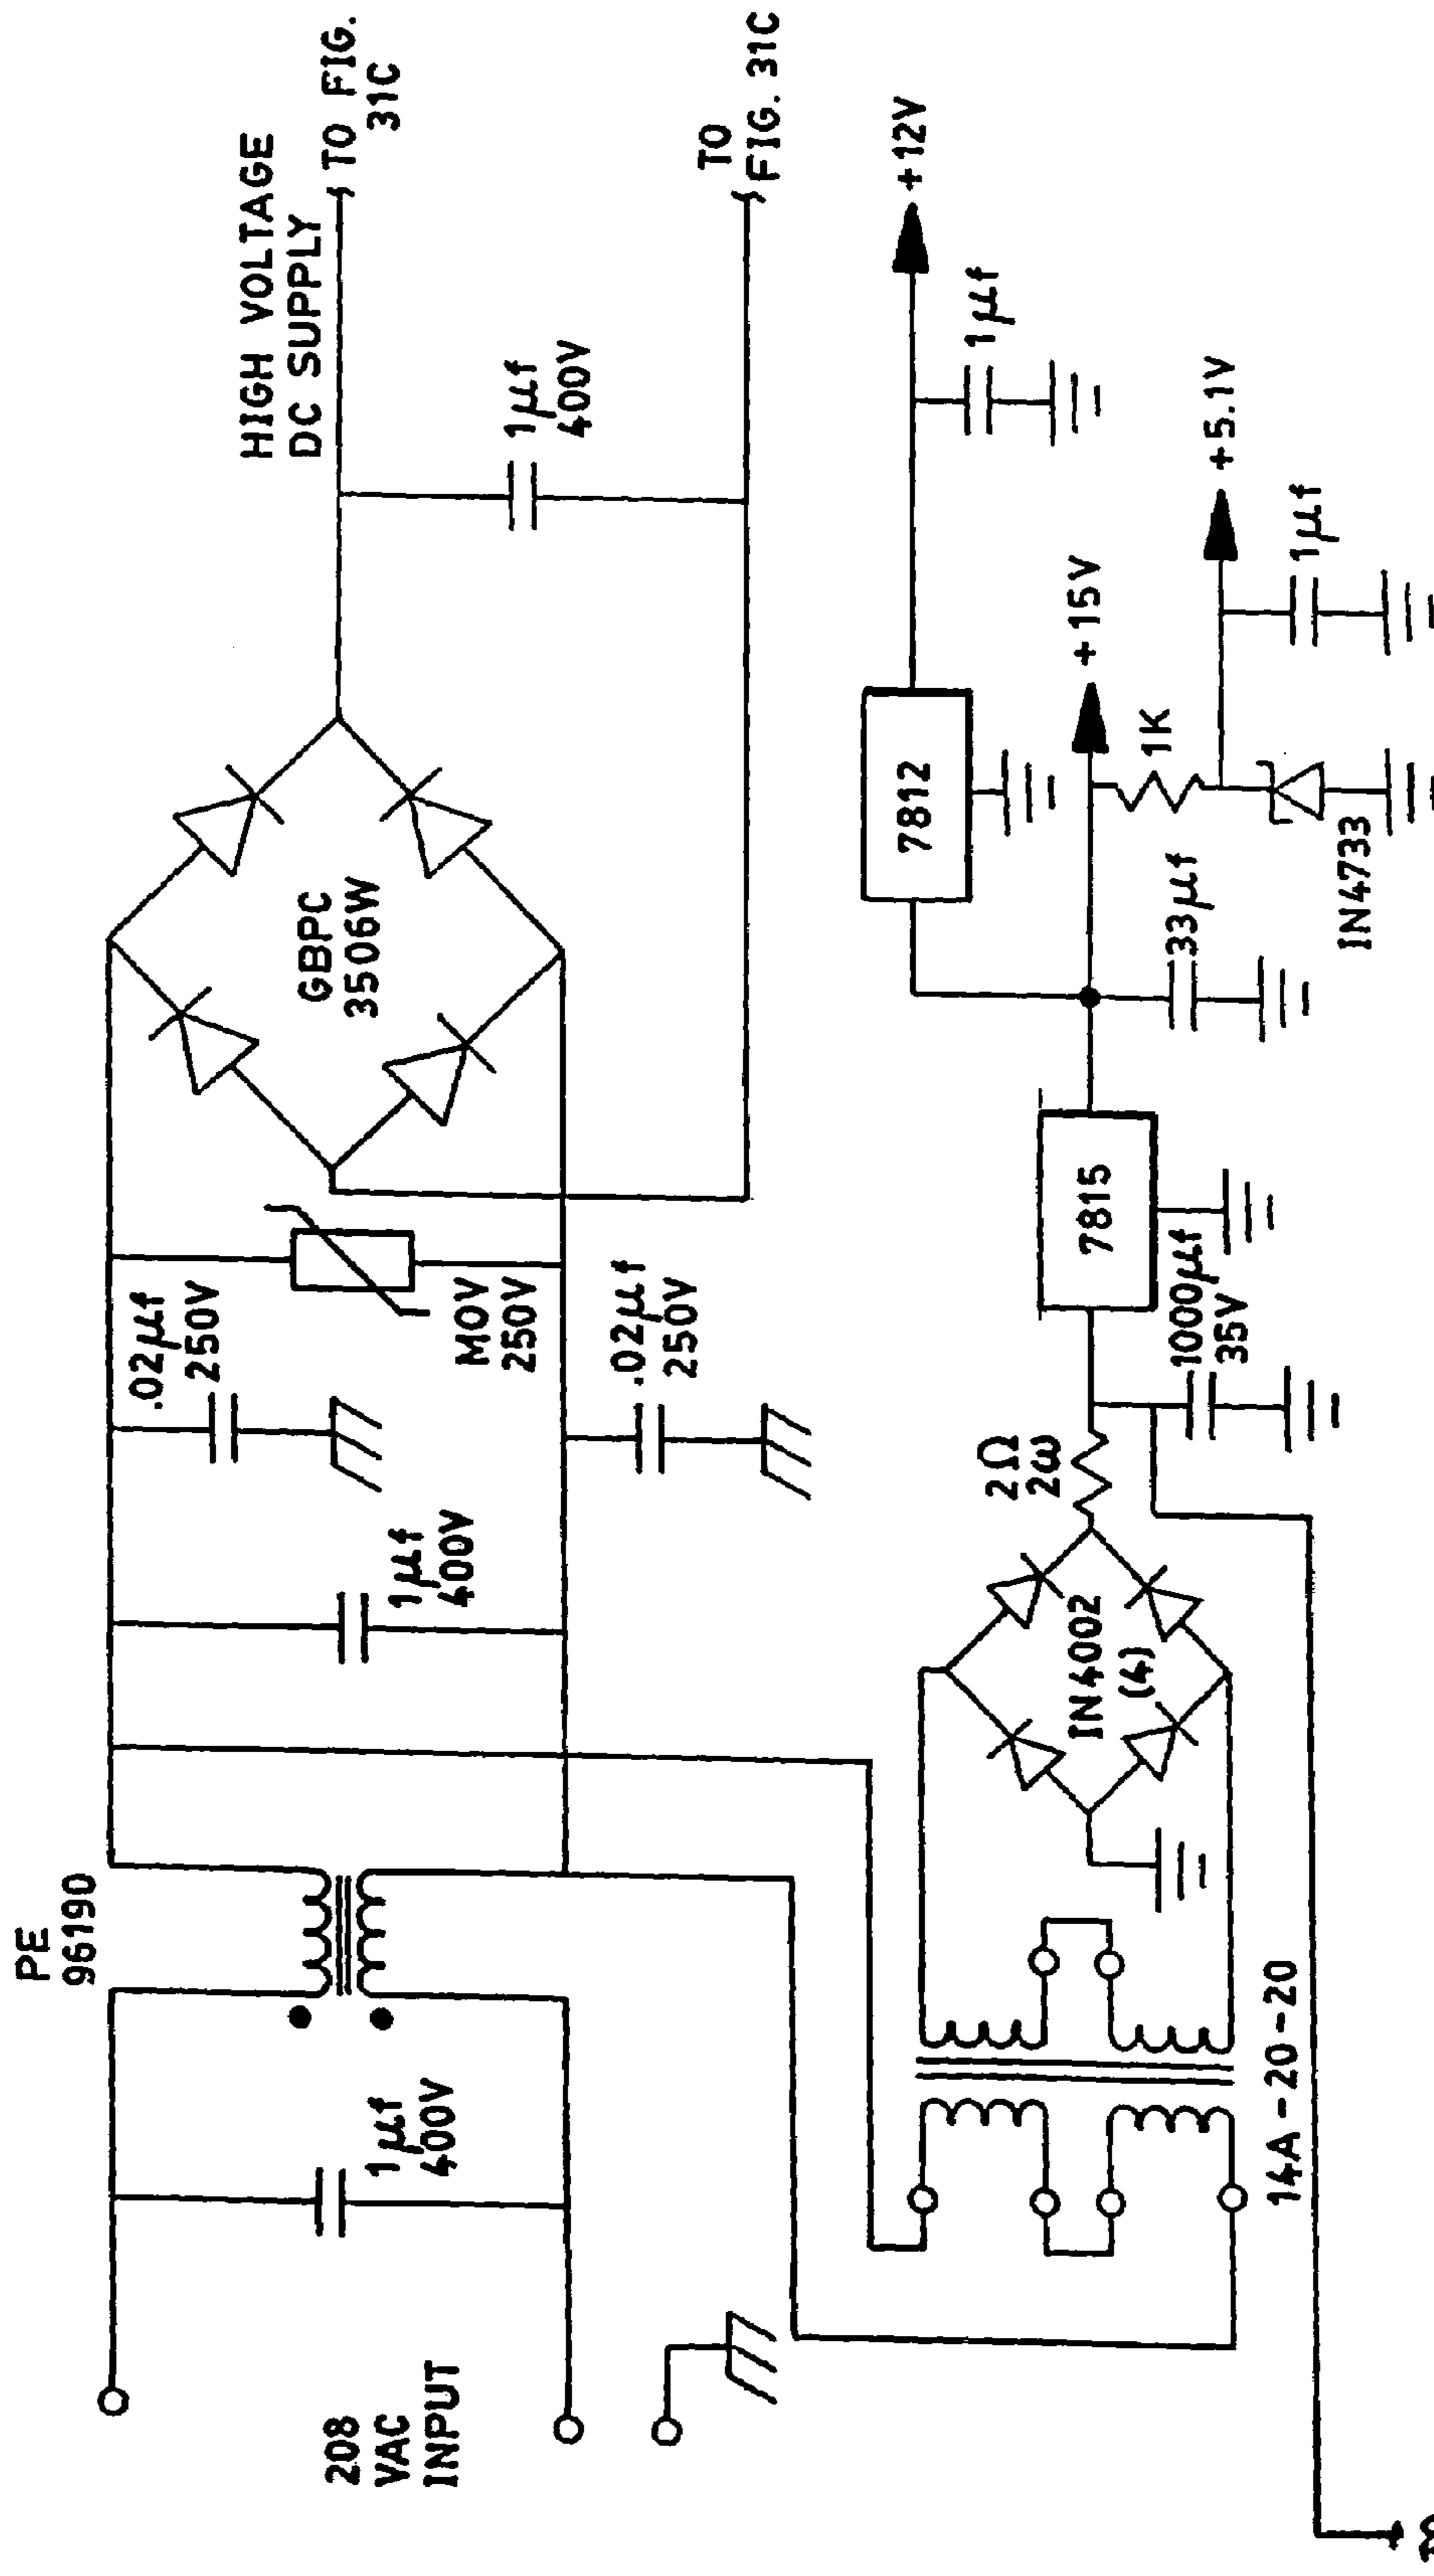 PE
96190
208
VAC
INPUT
1µf
400V
1µf
400V
.02µf
250V
MOV
250V
.02µf
250V
GBPC
3506W
HIGH VOLTAGE
DC SUPPLY
1µf
400V
TO FIG.
31C
TO
FIG. 31C
14A-20-20
IN4002
(4)
2Ω
2ω
1000µf
35V
7815
33µf
7812
+12V
1µf
+15V
1K
IN4733
+5.1V
1µf